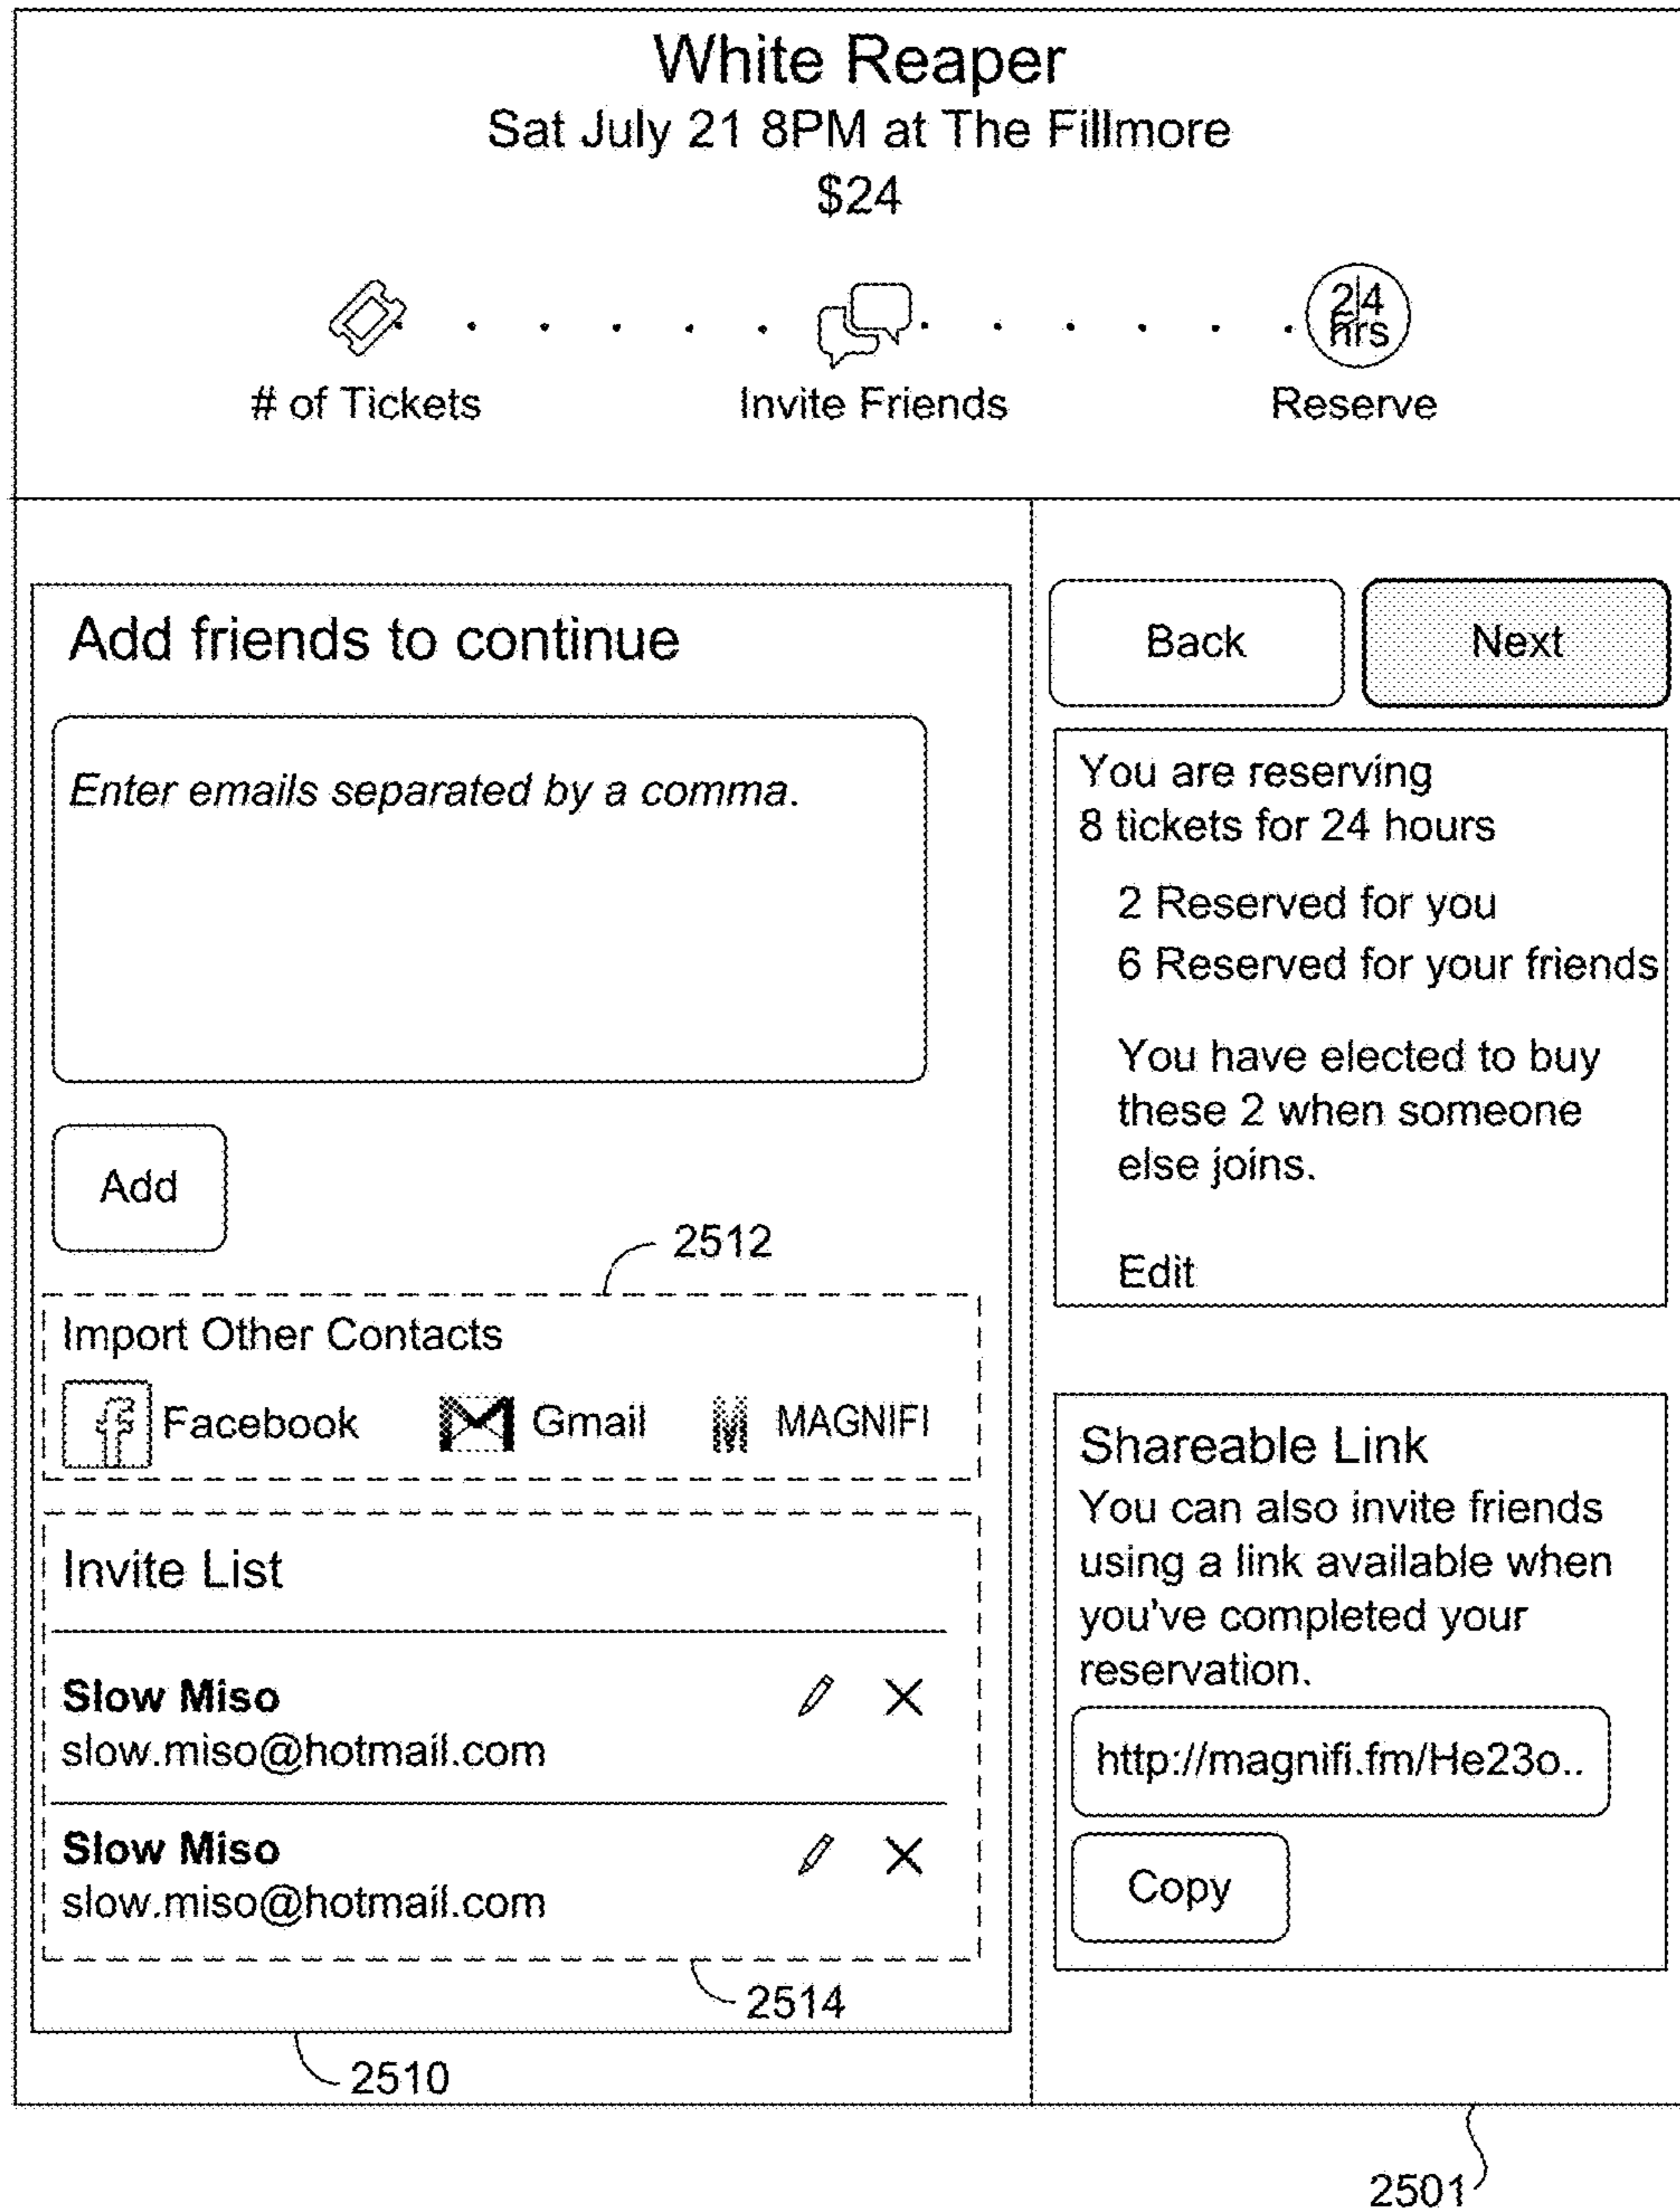 White Reaper
Sat July 21 8PM at The Fillmore
$24
24
hrs
# of Tickets
Invite Friends
Reserve
Add friends to continue
Enter emails separated by a comma.
Add
2512
Import Other Contacts
f Facebook
M Gmail
M MAGNIFI
Invite List
Slow Miso
slow.miso@hotmail.com
Slow Miso
slow.miso@hotmail.com
2514
2510
Back
Next
You are reserving
8 tickets for 24 hours
2 Reserved for you
6 Reserved for your friends
You have elected to buy
these 2 when someone
else joins.
Edit
Shareable Link
You can also invite friends
using a link available when
you've completed your
reservation.
http://magnifi.fm/He23o..
Copy
2501